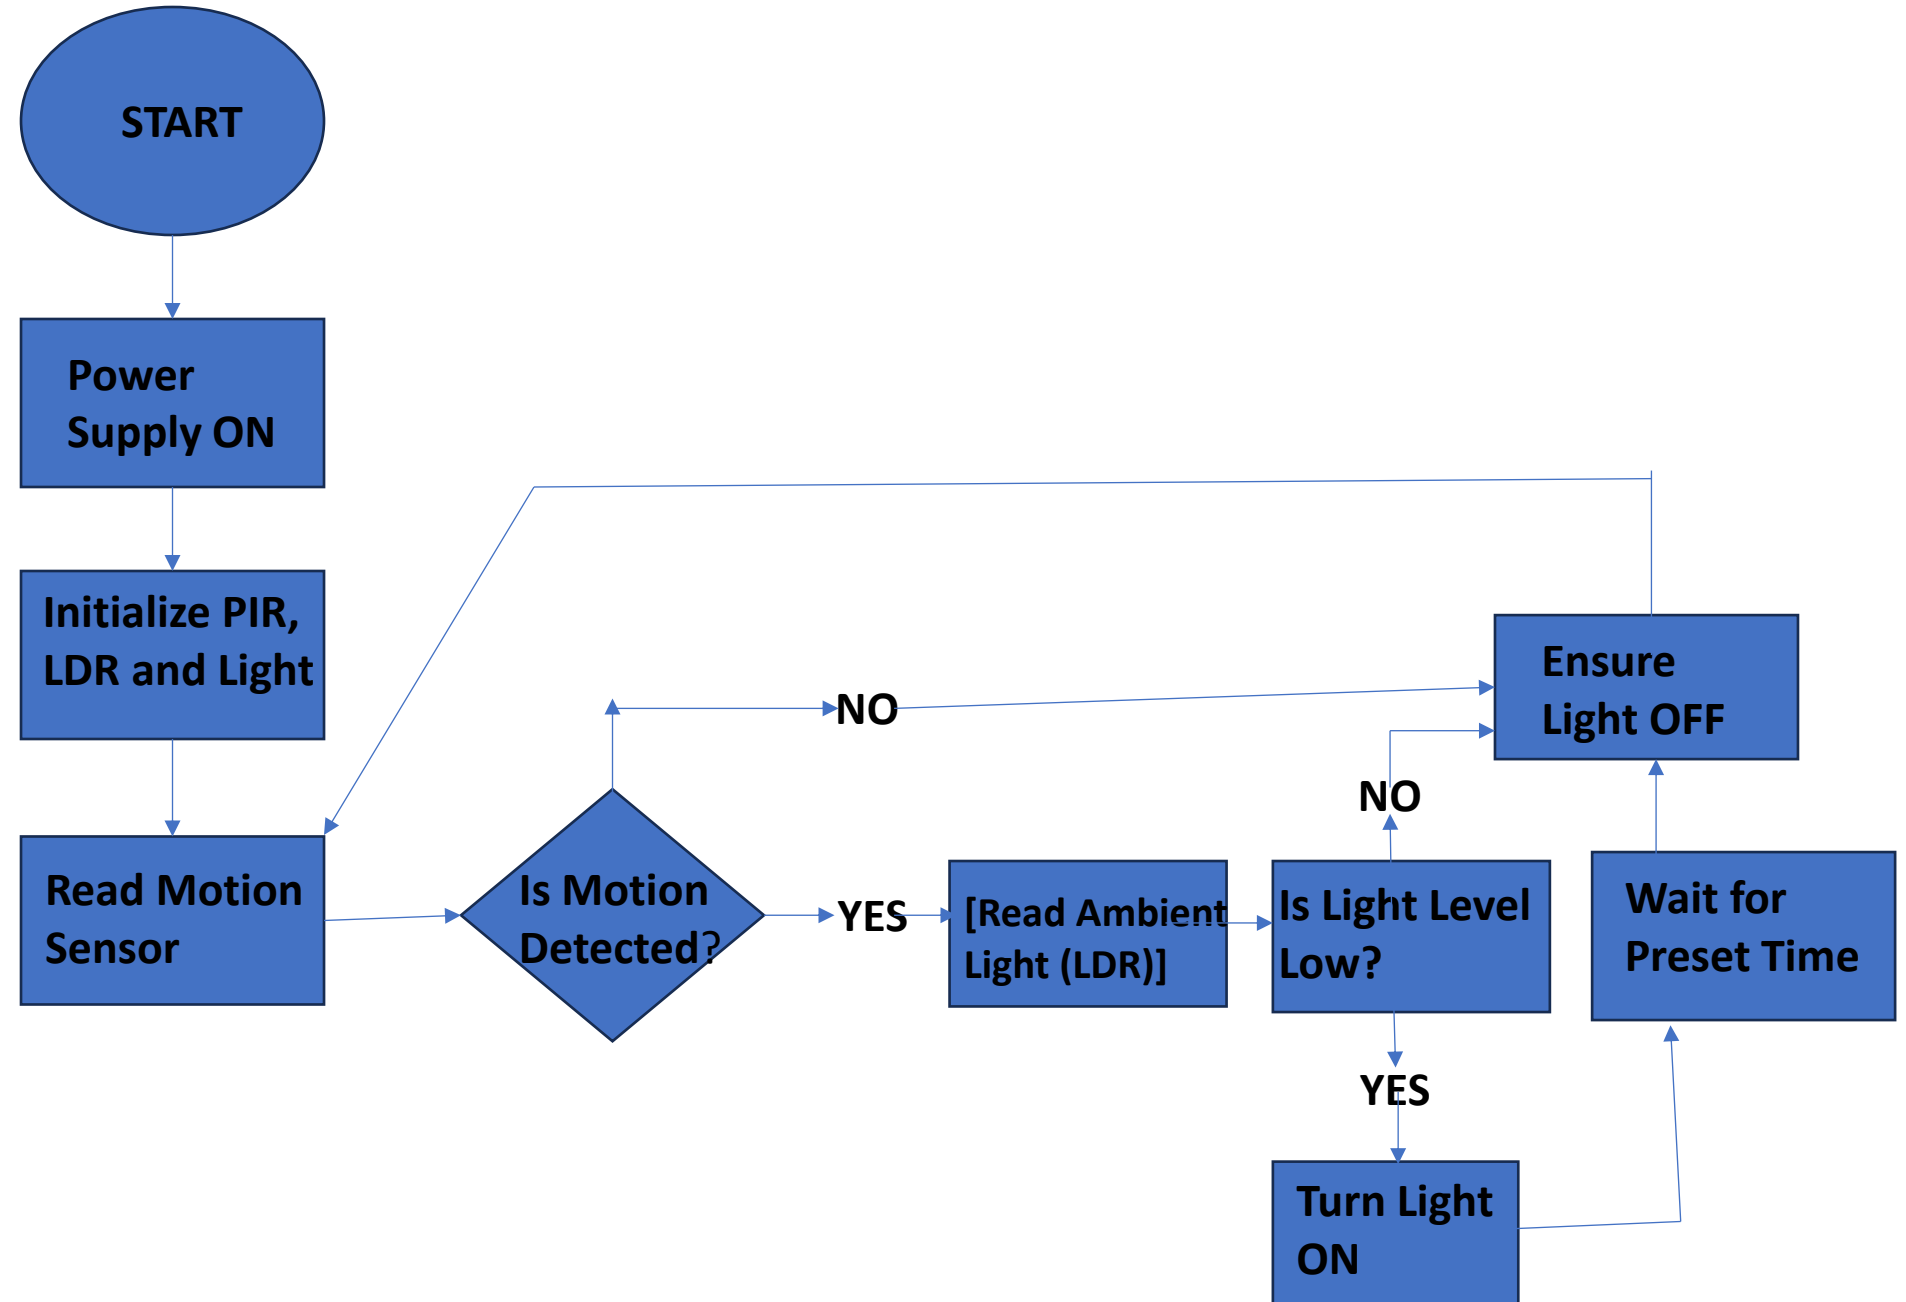 START
Power
Supply ON
Initialize PIR,
LDR and Light
Read Motion
Sensor
Is Motion
Detected?
NO
YES
[Read Ambient
Light (LDR)]
Is Light Level
Low?
NO
YES
Turn Light
ON
Wait for
Preset Time
Ensure
Light OFF